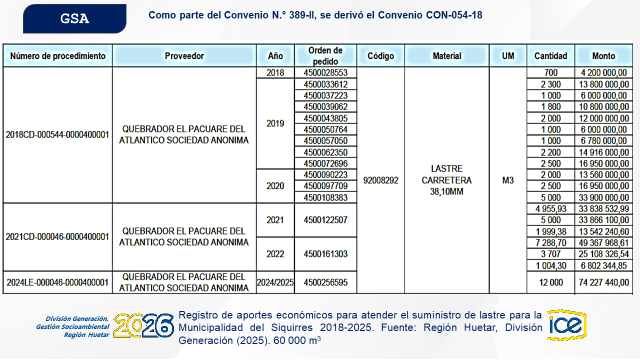 GSA
Como parte del Convenio N.° 389-II, se derivó el Convenio CON-054-18
Número de procedimiento Proveedor Año Orden de pedido Código Material UM Cantidad Monto
2018CD-000544-0000400001 QUEBRADOR EL PACUARE DEL ATLANTICO SOCIEDAD ANONIMA
2018 4500028553 700 4 200 000,00
2019 4500033612 2 300 13 800 000,00
4500037223 1 000 6 000 000,00
4500039062 1 800 10 800 000,00
4500043805 2 000 12 000 000,00
4500050764 1 000 6 000 000,00
4500057050 1 000 6 780 000,00
4500062350 2 200 14 916 000,00
4500072696 2 500 16 950 000,00
2020 4500090223 2 000 13 560 000,00
4500097709 2 500 16 950 000,00
4500108383 5 000 33 900 000,00
92008292 LASTRE CARRETERA 38,10MM M3
2021CD-000046-0000400001 QUEBRADOR EL PACUARE DEL ATLANTICO SOCIEDAD ANONIMA
2021 4500122507 4 955,93 33 838 532,99
5 000 33 866 100,00
1 999,38 13 542 240,60
2022 4500161303 7 288,70 49 367 968,61
3 707 25 108 326,54
1 004,30 6 802 344,85
2024LE-000046-0000400001 QUEBRADOR EL PACUARE DEL ATLANTICO SOCIEDAD ANONIMA 2024/2025 4500256595 12 000 74 227 440,00
División Generación,
Gestión Socioambiental
Región Huetar
2026
Registro de aportes económicos para atender el suministro de lastre para la
Municipalidad del Siquirres 2018-2025. Fuente: Región Huetar, División
Generación (2025). 60 000 m³
ice